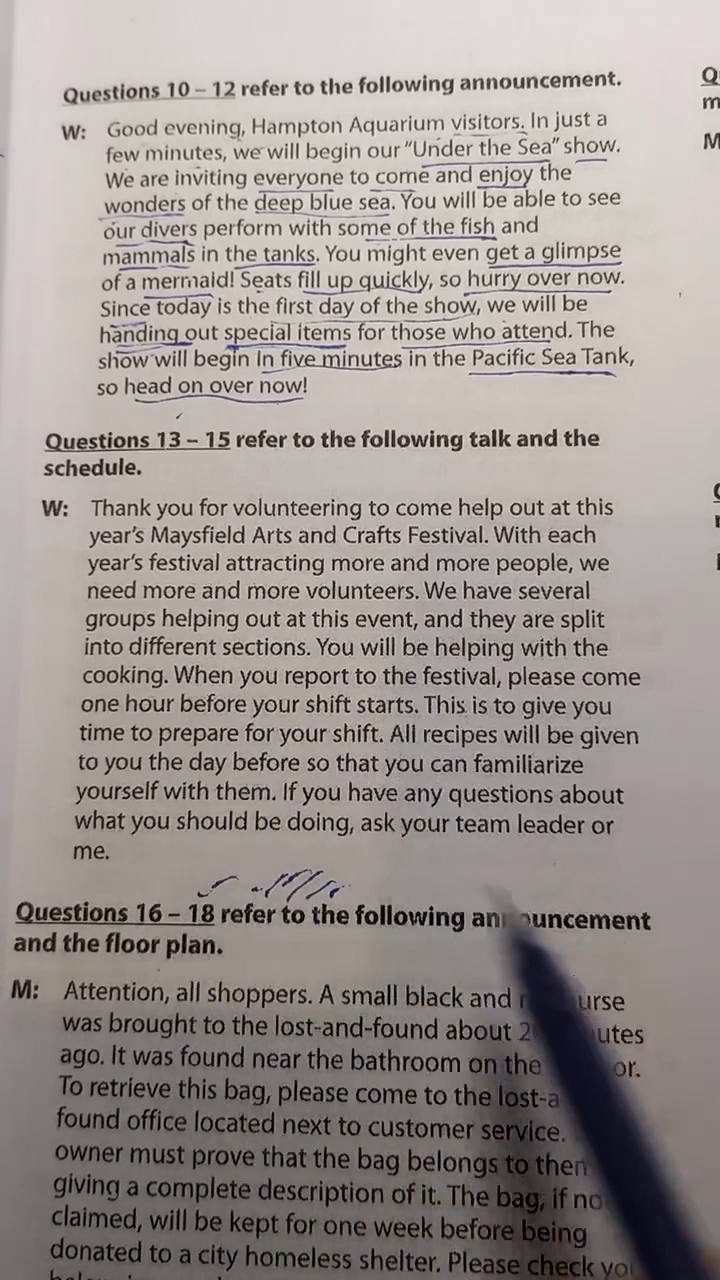 Questions 10 – 12 refer to the following announcement.
W: Good evening, Hampton Aquarium visitors. In just a
few minutes, we will begin our "Under the Sea" show.
We are inviting everyone to come and enjoy the
wonders of the deep blue sea. You will be able to see
our divers perform with some of the fish and
mammals in the tanks. You might even get a glimpse
of a mermaid! Seats fill up quickly, so hurry over now.
Since today is the first day of the show, we will be
handing out special items for those who attend. The
show will begin in five minutes in the Pacific Sea Tank,
so head on over now!
Questions 13 – 15 refer to the following talk and the
schedule.
W: Thank you for volunteering to come help out at this
year's Maysfield Arts and Crafts Festival. With each
year's festival attracting more and more people, we
need more and more volunteers. We have several
groups helping out at this event, and they are split
into different sections. You will be helping with the
cooking. When you report to the festival, please come
one hour before your shift starts. This is to give you
time to prepare for your shift. All recipes will be given
to you the day before so that you can familiarize
yourself with them. If you have any questions about
what you should be doing, ask your team leader or
me.
Questions 16 – 18 refer to the following announcement
and the floor plan.
M: Attention, all shoppers. A small black and
was brought to the lost-and-found about
ago. It was found near the bathroom on the
To retrieve this bag, please come to the
found office located next to customer service.
owner must prove that the bag belongs to
giving a complete description of it. The bag, if
claimed, will be kept for one week before being
donated to a city homeless shelter. Please check